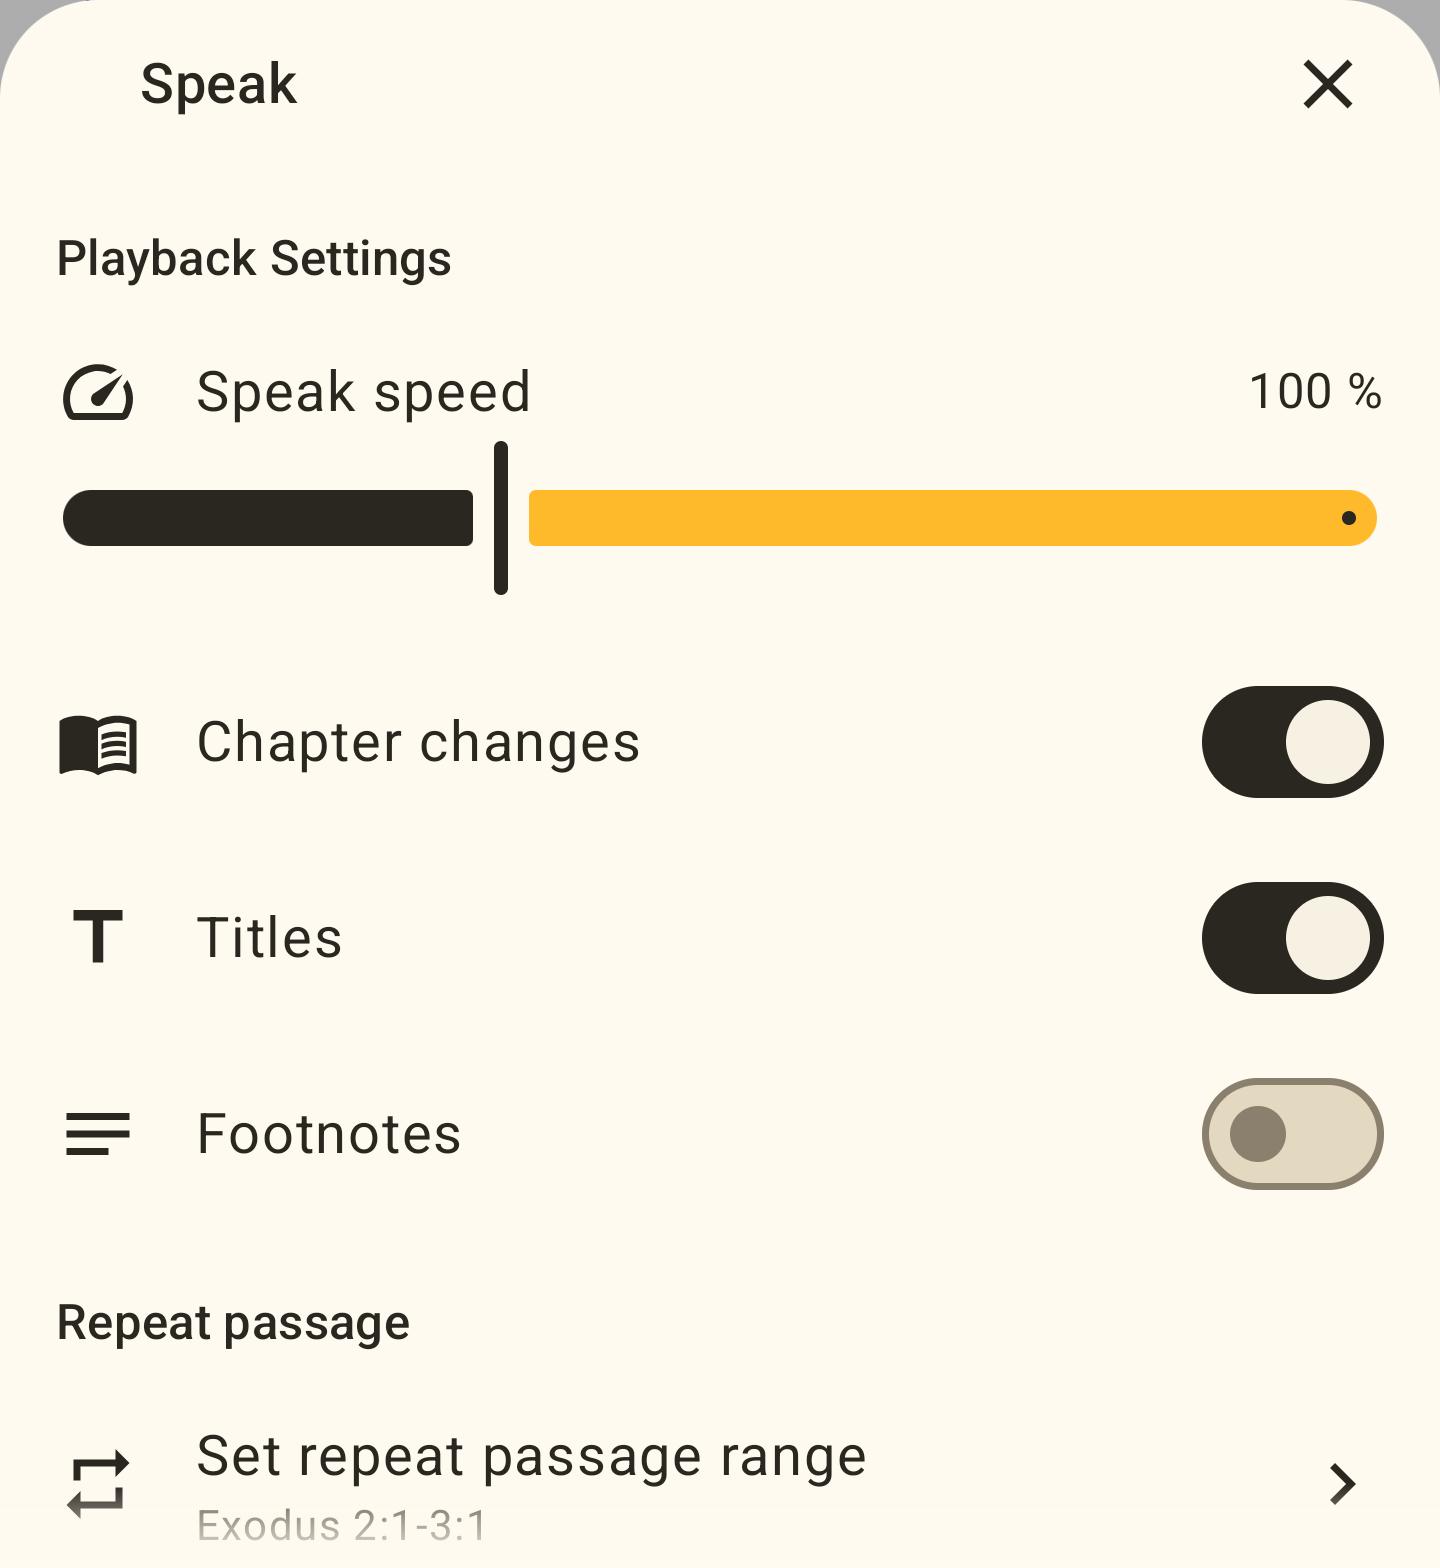 Speak
Playback Settings
Speak speed
100 %
Chapter changes
Titles
Footnotes
Repeat passage
Set repeat passage range
Exodus 2:1-3:1